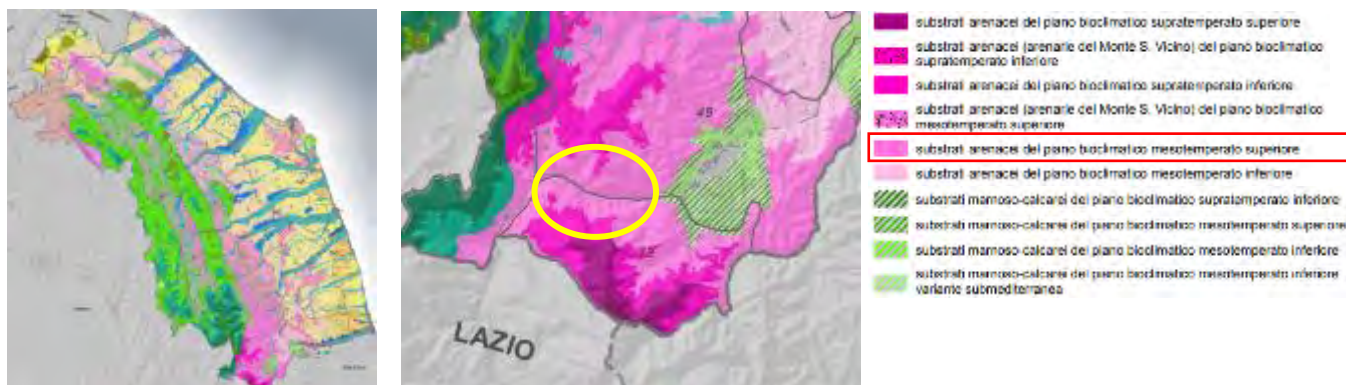 LAZIO
substrati arenacei del piano bioclimatico supratemperato superiore
substrati arenacei (arenarie del Monte S. Vicino) del piano bioclimatico
supratemperato inferiore
substrati arenacei del piano bioclimatico supratemperato inferiore
substrati arenacei (arenarie del Monte S. Vicino) del piano bioclimatico
mesotemperato superiore
substrati arenacei del piano bioclimatico mesotemperato superiore
substrati arenacei del piano bioclimatico mesotemperato inferiore
substrati marnoso-calcarei del piano bioclimatico supratemperato inferiore
substrati marnoso-calcarei del piano bioclimatico mesotemperato superiore
substrati marnoso-calcarei del piano bioclimatico mesotemperato inferiore
substrati marnoso-calcarei del piano bioclimatico mesotemperato inferiore
variante submediterranea